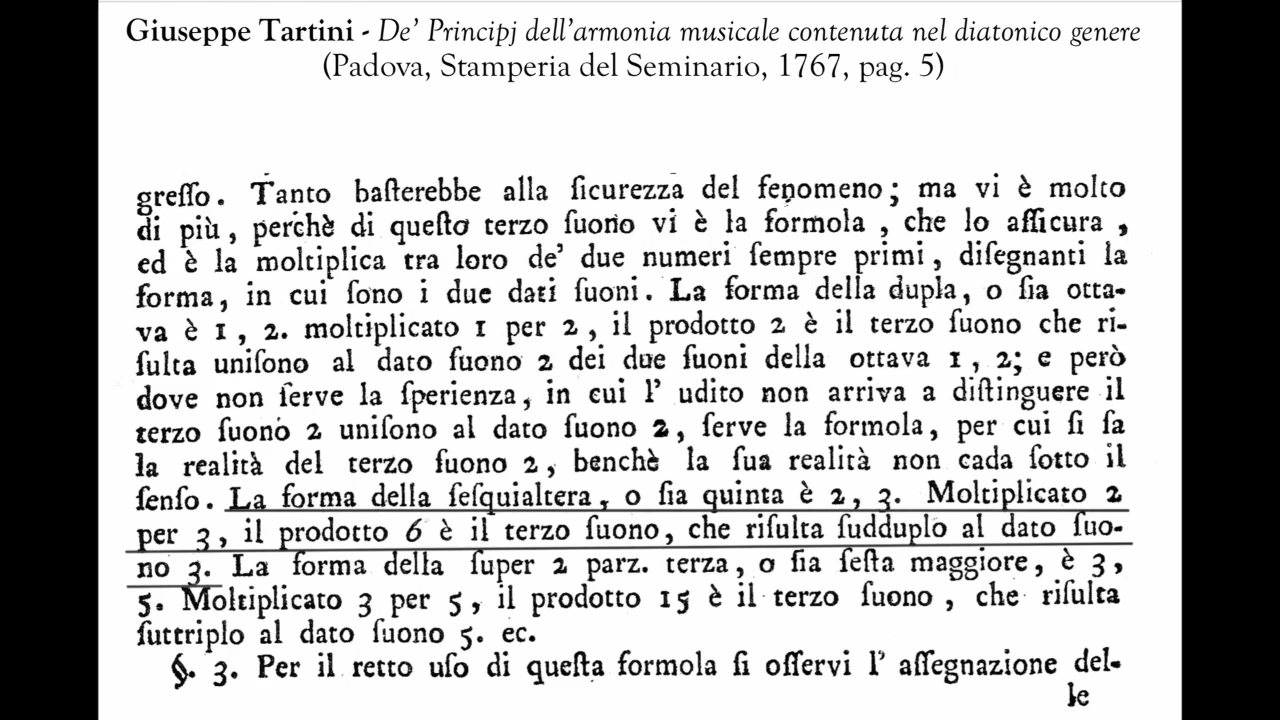 Giuseppe Tartini - De' Principj dell'armonia musicale contenuta nel diatonico genere
(Padova, Stamperia del Seminario, 1767, pag. 5)
greſſo. Tanto baſterebbe alla ſicurezza del fenomeno; ma vi è molto
di più, perchè di queſto terzo ſuono vi è la formola, che lo aſſicura,
ed è la moltiplica tra loro de' due numeri ſempre primi, diſegnanti la
forma, in cui ſono i due dati ſuoni. La forma della dupla, o ſia otta-
va è 1, 2. moltiplicato 1 per 2, il prodotto 2 è il terzo ſuono che ri-
ſulta uniſono al dato ſuono 2 dei due ſuoni della ottava 1, 2; e però
dove non ſerve la ſperienza, in cui l' udito non arriva a diſtinguere il
terzo ſuono 2 uniſono al dato ſuono 2, ſerve la formola, per cui ſi ſa
la realità del terzo ſuono 2, benchè la ſua realità non cada ſotto il
ſenſo. La forma della ſeſquialtera, o ſia quinta è 2, 3. Moltiplicato 2
per 3, il prodotto 6 è il terzo ſuono, che riſulta ſudduplo al dato ſuo-
no 3. La forma della ſuper 2 parz. terza, o ſia ſeſta maggiore, è 3,
5. Moltiplicato 3 per 5, il prodotto 15 è il terzo ſuono, che riſulta
ſuttriplo al dato ſuono 5. ec.
§. 3. Per il retto uſo di queſta formola ſi oſſervi l' aſſegnazione del-
le